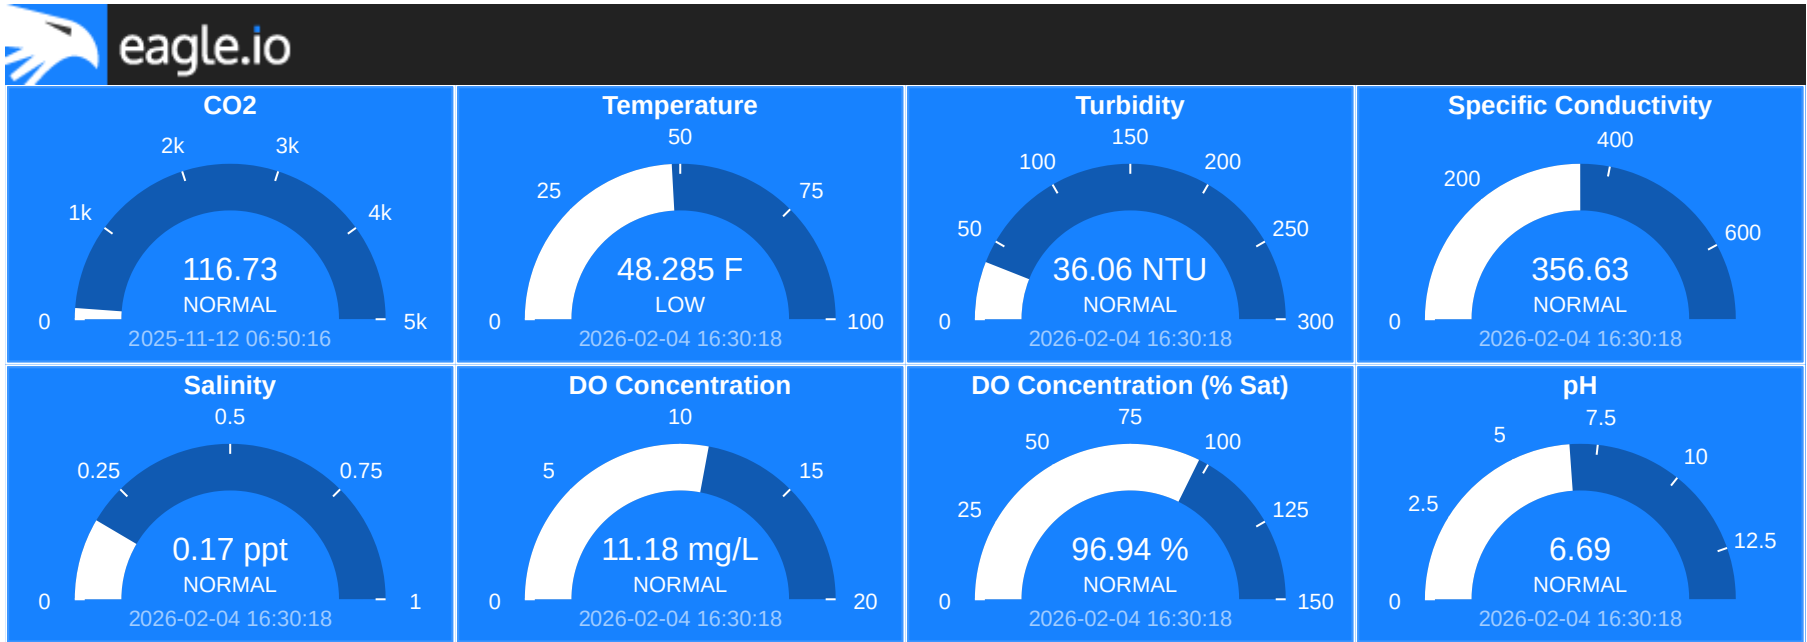 eagle.io
CO2
0
1k
2k
3k
4k
5k
116.73
NORMAL
2025-11-12 06:50:16
Temperature
0
25
50
75
100
48.285 F
LOW
2026-02-04 16:30:18
Turbidity
0
50
100
150
200
250
300
36.06 NTU
NORMAL
2026-02-04 16:30:18
Specific Conductivity
0
200
400
600
356.63
NORMAL
2026-02-04 16:30:18
Salinity
0
0.25
0.5
0.75
1
0.17 ppt
NORMAL
2026-02-04 16:30:18
DO Concentration
0
5
10
15
20
11.18 mg/L
NORMAL
2026-02-04 16:30:18
DO Concentration (% Sat)
0
25
50
75
100
125
150
96.94 %
NORMAL
2026-02-04 16:30:18
pH
0
2.5
5
7.5
10
12.5
6.69
NORMAL
2026-02-04 16:30:18